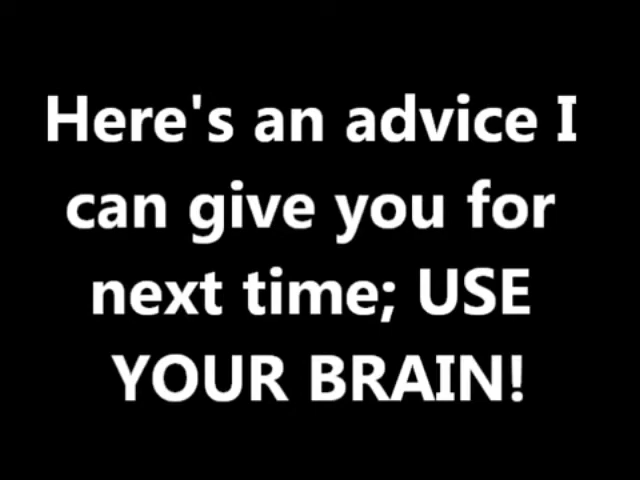 Here's an advice I
can give you for
next time; USE
YOUR BRAIN!